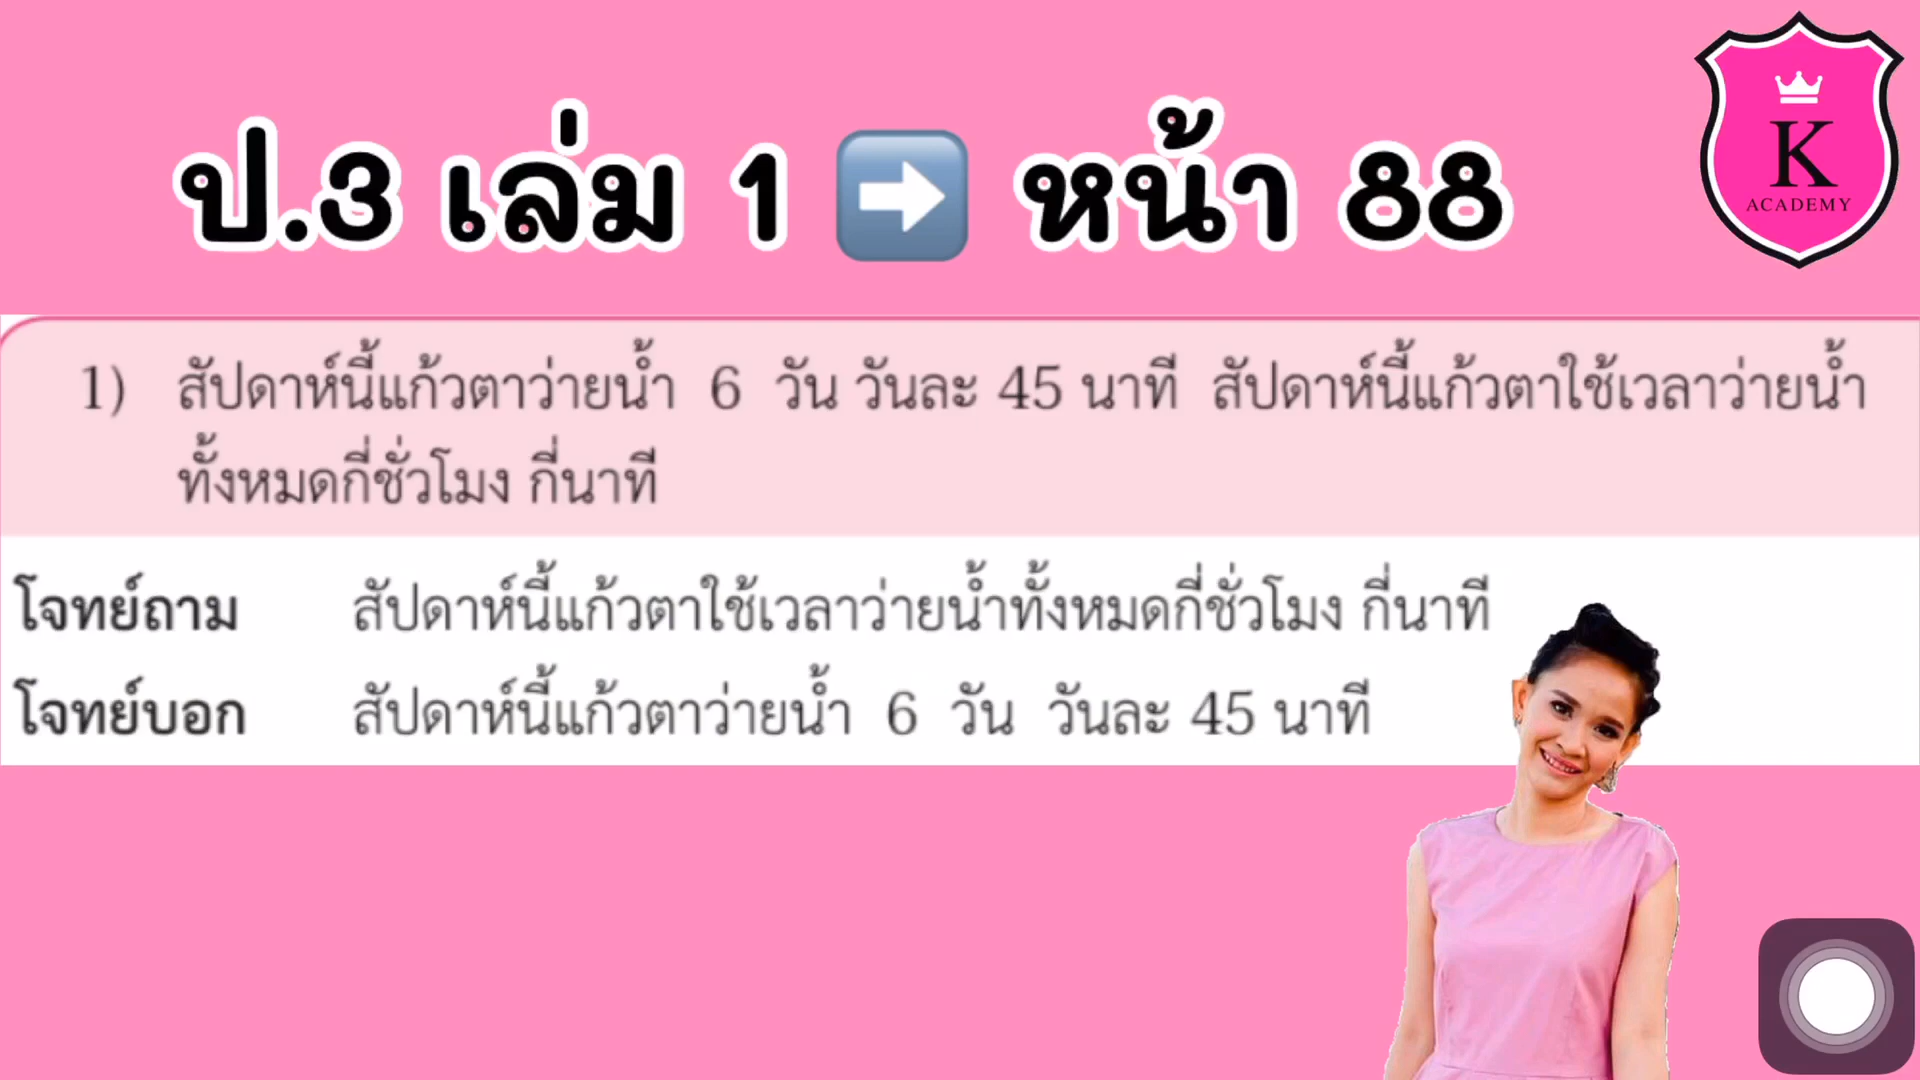 ป.3 เล่ม 1 ➡ หน้า 88
K
ACADEMY
1) สัปดาห์นี้แก้วตาว่ายน้ำ 6 วัน วันละ 45 นาที สัปดาห์นี้แก้วตาใช้เวลาว่ายน้ำ
ทั้งหมดกี่ชั่วโมง กี่นาที
โจทย์ถาม สัปดาห์นี้แก้วตาใช้เวลาว่ายน้ำทั้งหมดกี่ชั่วโมง กี่นาที
โจทย์บอก สัปดาห์นี้แก้วตาว่ายน้ำ 6 วัน วันละ 45 นาที